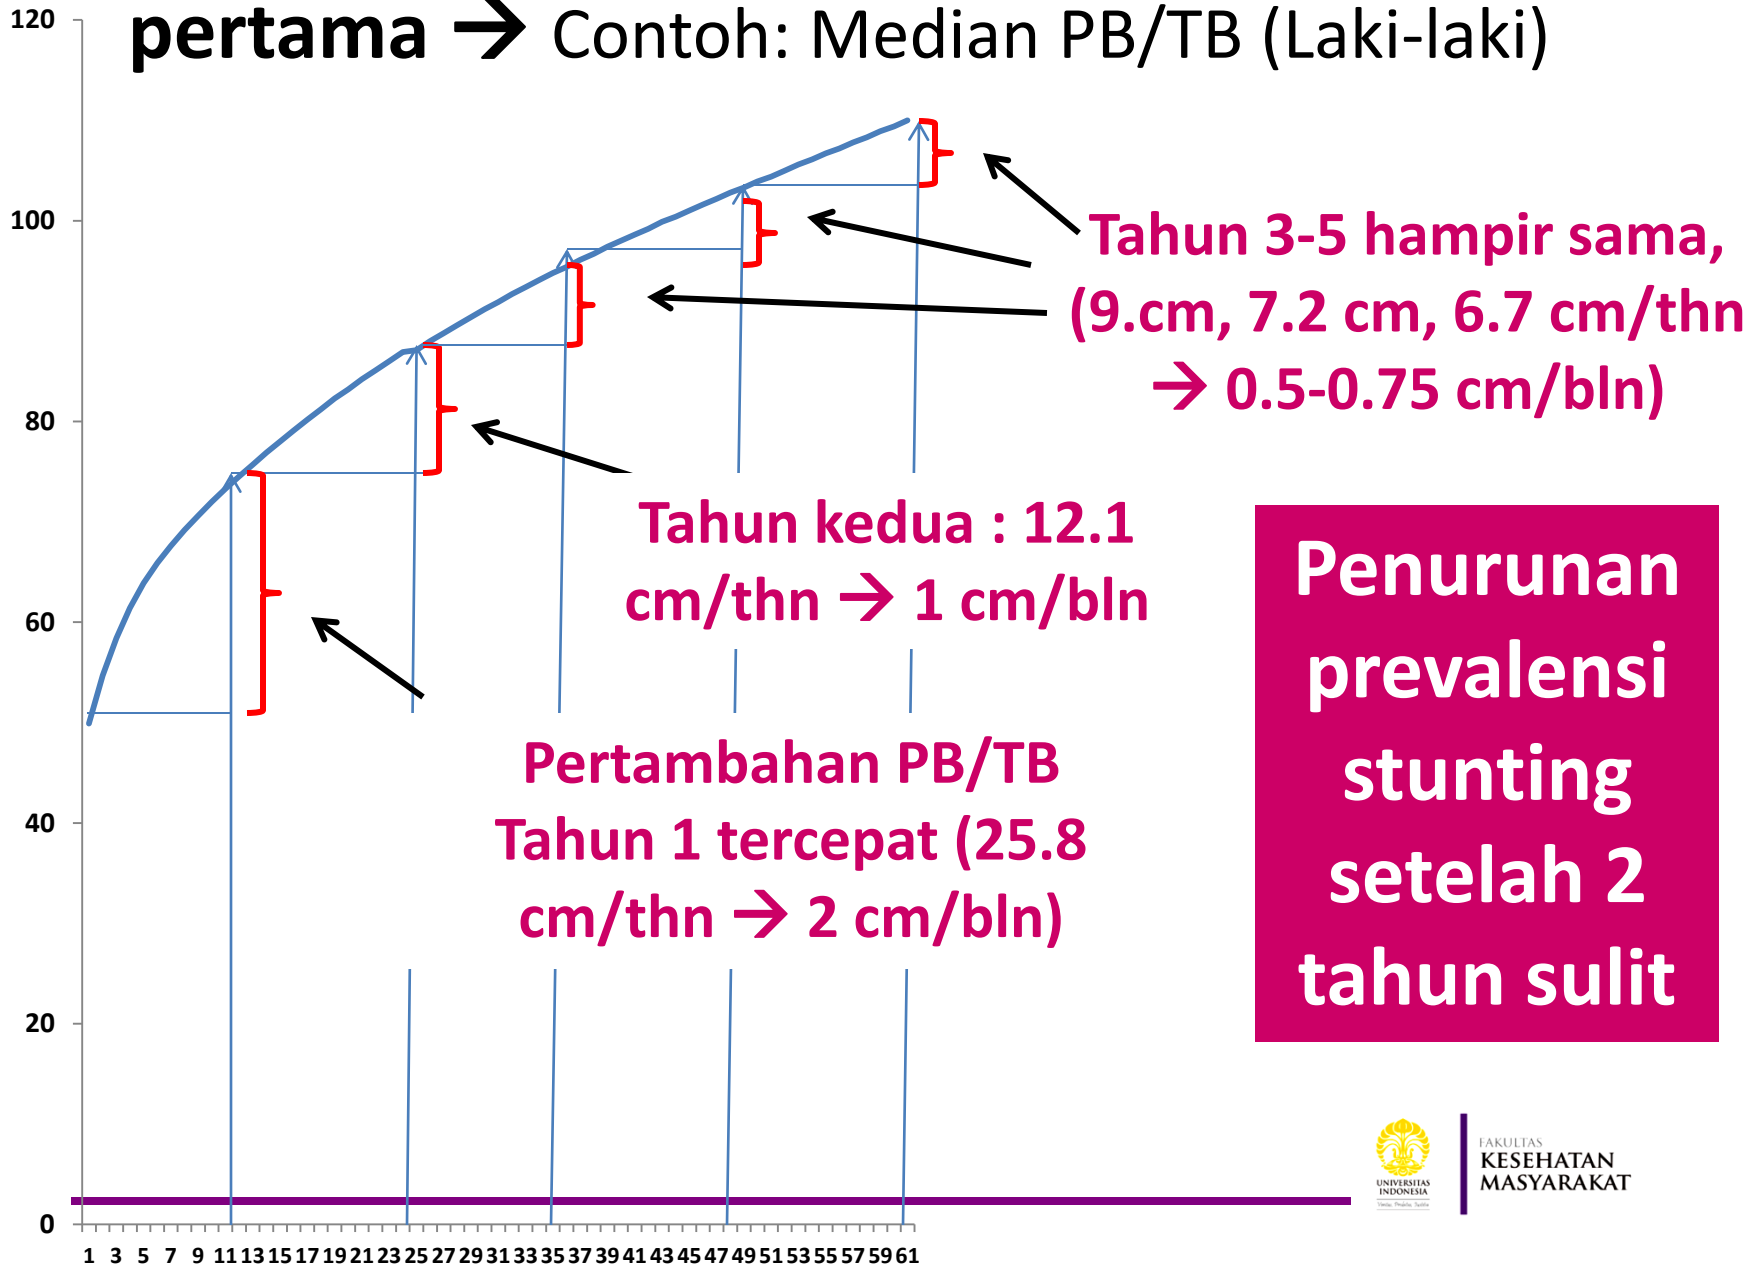 pertama → Contoh: Median PB/TB (Laki-laki)
120
100
80
60
40
20
0
Tahun 3-5 hampir sama,
(9.cm, 7.2 cm, 6.7 cm/thn
→ 0.5-0.75 cm/bln)
Tahun kedua : 12.1
cm/thn → 1 cm/bln
Pertambahan PB/TB
Tahun 1 tercepat (25.8
cm/thn → 2 cm/bln)
Penurunan
prevalensi
stunting
setelah 2
tahun sulit
1 3 5 7 9 11 13 15 17 19 21 23 25 27 29 31 33 35 37 39 41 43 45 47 49 51 53 55 57 59 61
UNIVERSITAS
INDONESIA
FAKULTAS
KESEHATAN
MASYARAKAT